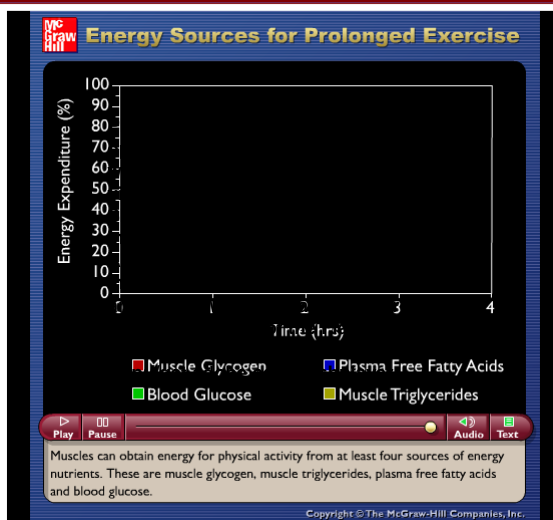 Mc
Graw
Hill
Energy Sources for Prolonged Exercise
Energy Expenditure (%)
100
90
80
70
60
50
40
30
20
10
0
0 1 2 3 4
Time (hrs)
Muscle Glycogen Plasma Free Fatty Acids
Blood Glucose Muscle Triglycerides
Play Pause Audio Text
Muscles can obtain energy for physical activity from at least four sources of energy
nutrients. These are muscle glycogen, muscle triglycerides, plasma free fatty acids
and blood glucose.
Copyright © The McGraw-Hill Companies, Inc.